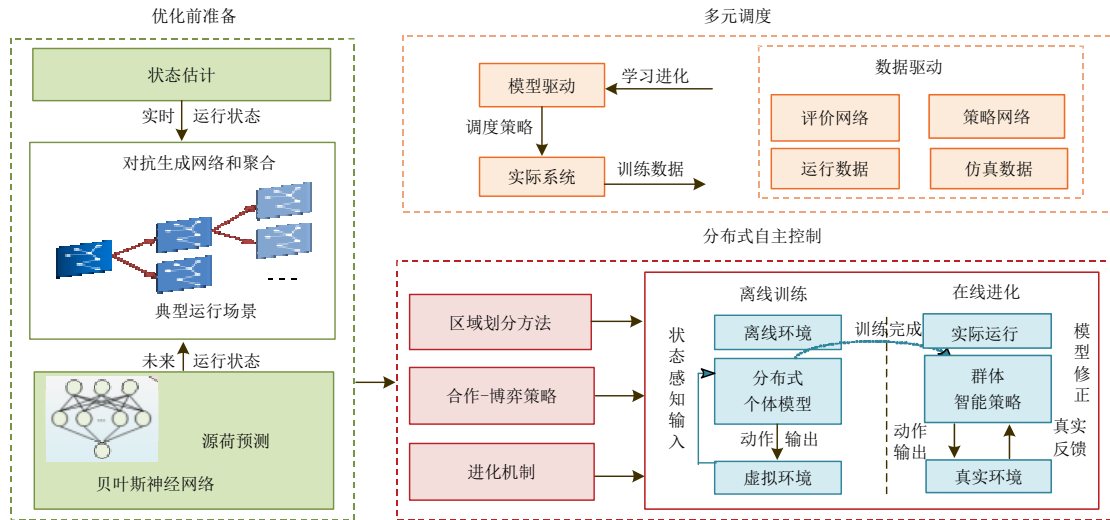 优化前准备
状态估计
实时 运行状态
对抗生成网络和聚合
典型运行场景
未来 运行状态
源荷预测
贝叶斯神经网络
多元调度
模型驱动
学习进化
调度策略
实际系统
训练数据
数据驱动
评价网络
策略网络
运行数据
仿真数据
分布式自主控制
区域划分方法
合作-博弈策略
进化机制
离线训练
状态感知输入
离线环境
分布式
个体模型
动作 输出
虚拟环境
训练完成
在线进化
实际运行
群体
智能策略
模型修正
动作
输出
真实
反馈
真实环境